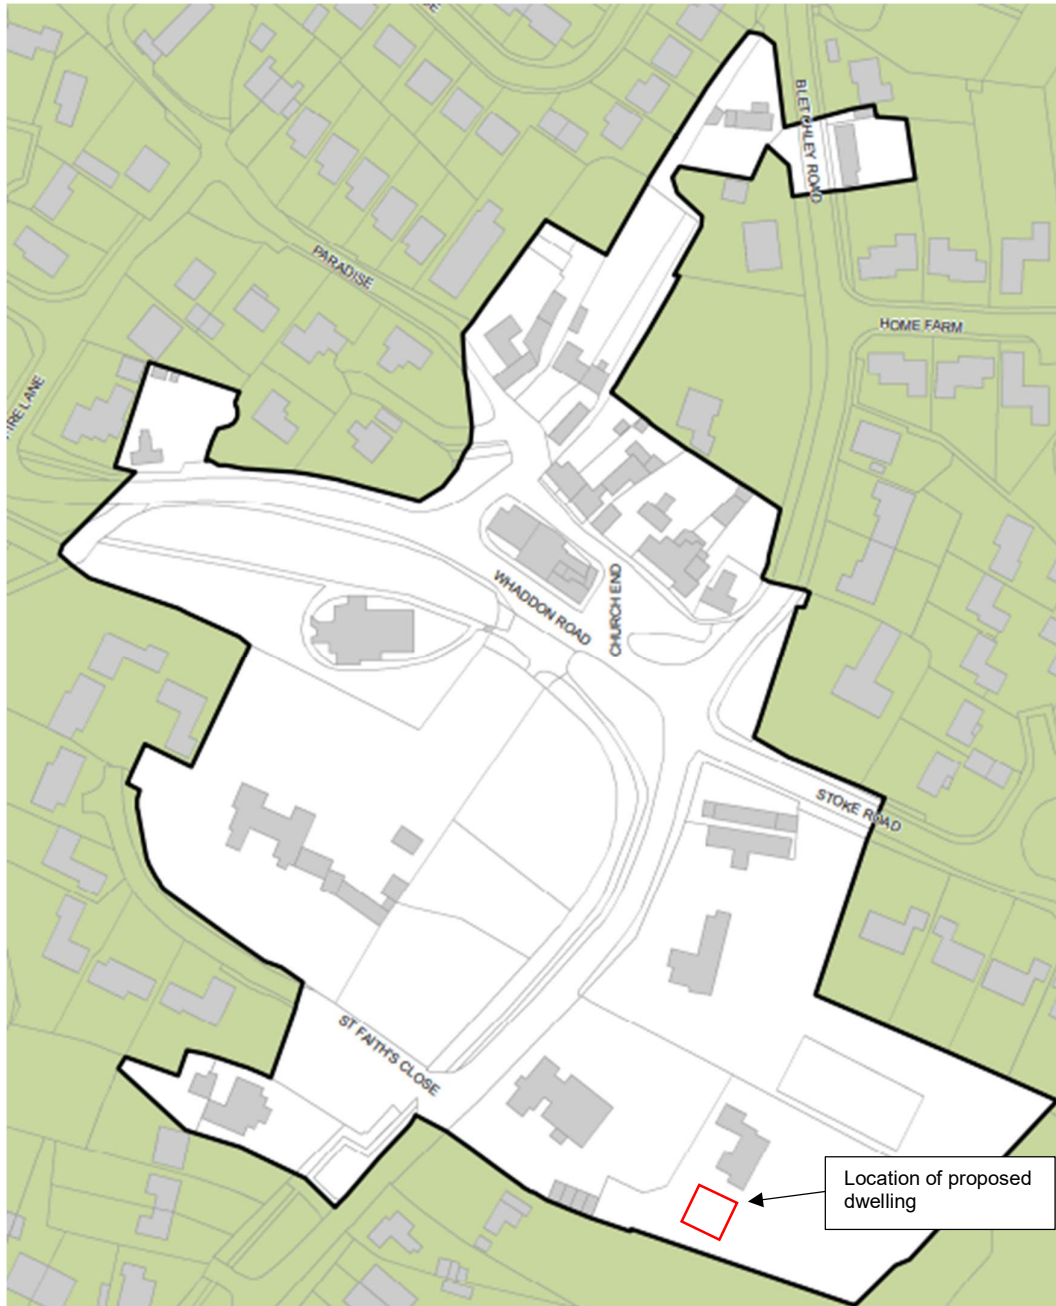 BLETCHLEY ROAD
PARADISE
HOME FARM
WHADDON ROAD
CHURCH END
STOKE ROAD
ST FAITH'S CLOSE
Location of proposed
dwelling